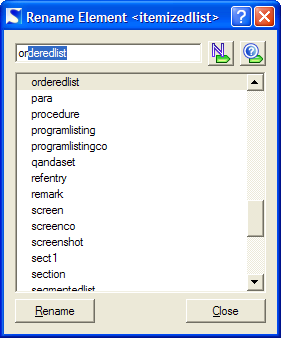 Rename Element <itemizedlist>
orderedlist
orderedlist
para
procedure
programlisting
programlistingco
qandaset
refentry
remark
screen
screenco
screenshot
sect1
section
segmentedlist
Rename
Close